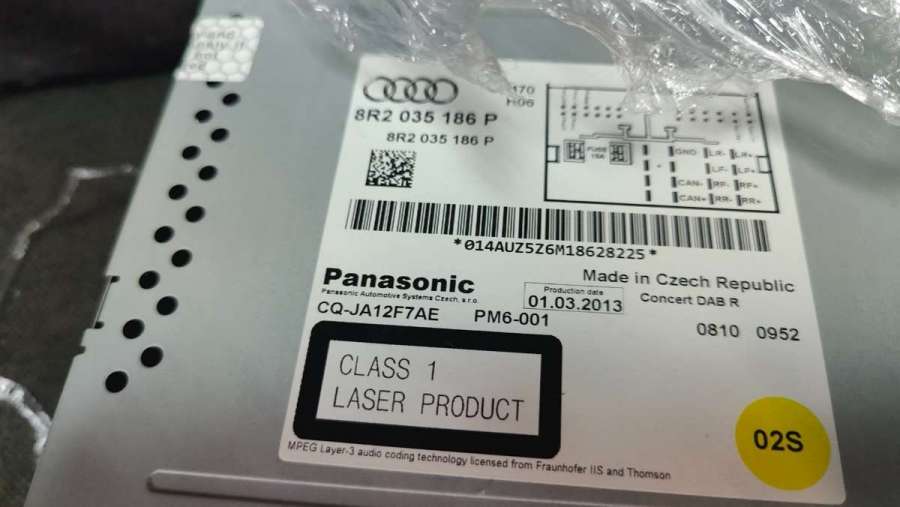 H06
8R2 035 186 P
8R2 035 186 P
FUSE
15A
GND LR- LR+
LF- LF+
CAN- RF- RF+
CAN+ RR- RR+
*014AUZ5Z6M18628225*
Panasonic
Panasonic Automotive Systems Czech, s.r.o.
Made in Czech Republic
Production date
01.03.2013
Concert DAB R
CQ-JA12F7AE PM6-001
0810 0952
CLASS 1
LASER PRODUCT
02S
MPEG Layer-3 audio coding technology licensed from Fraunhofer IIS and Thomson